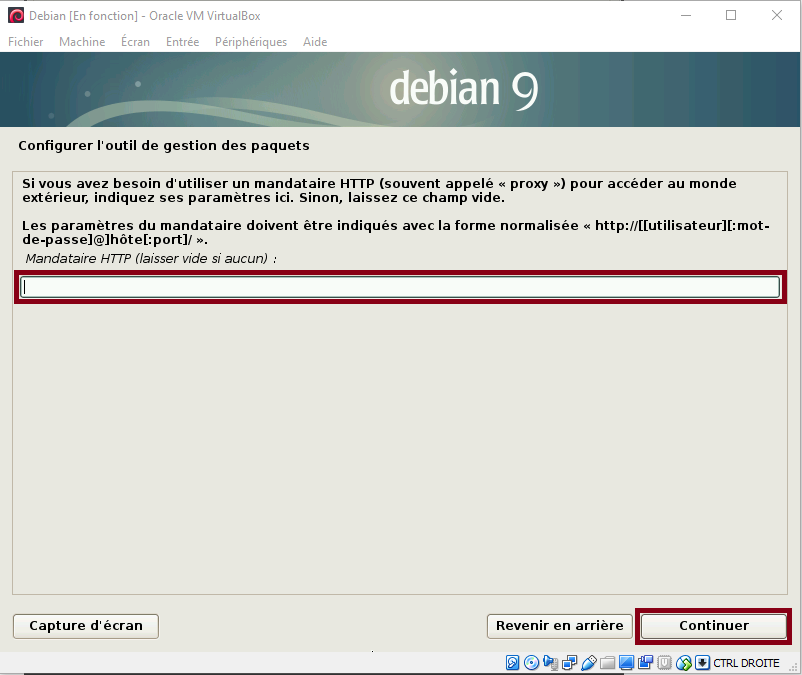 Debian [En fonction] - Oracle VM VirtualBox
Fichier Machine Écran Entrée Périphériques Aide
debian 9
Configurer l'outil de gestion des paquets
Si vous avez besoin d'utiliser un mandataire HTTP (souvent appelé « proxy ») pour accéder au monde
extérieur, indiquez ses paramètres ici. Sinon, laissez ce champ vide.
Les paramètres du mandataire doivent être indiqués avec la forme normalisée « http://[[utilisateur][:mot-
de-passe]@]hôte[:port]/ ».
Mandataire HTTP (laisser vide si aucun) :
Capture d'écran Revenir en arrière Continuer
CTRL DROITE